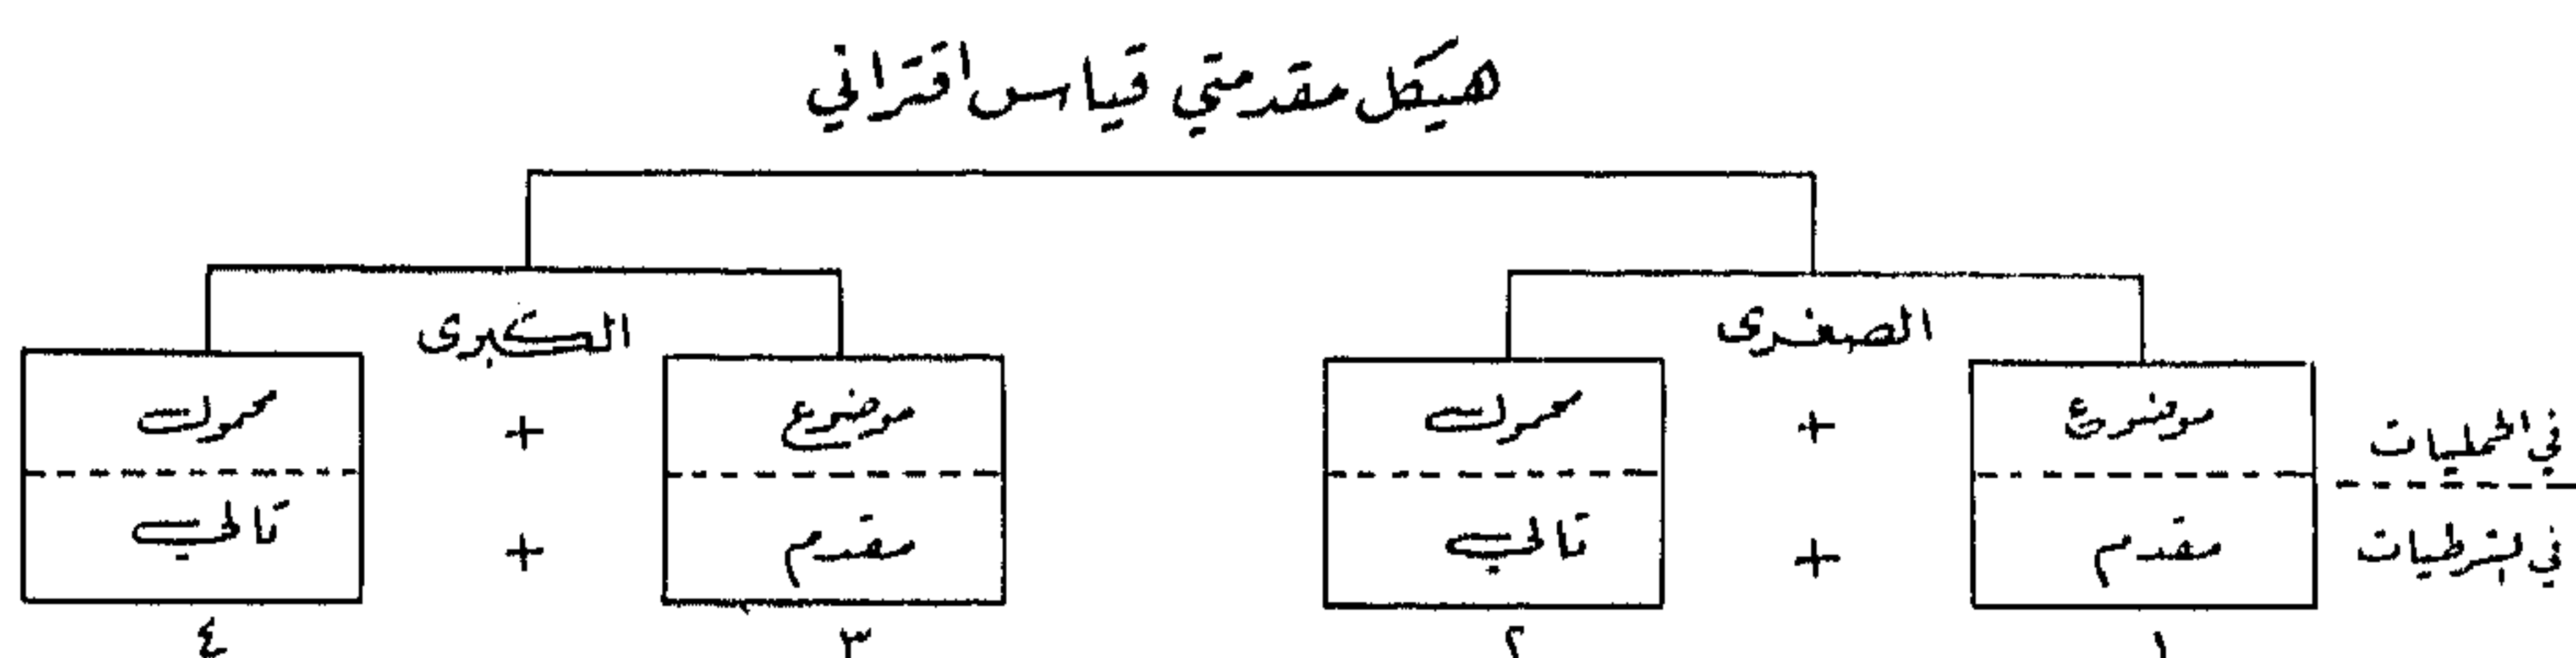 هيكل مقدمتي قياس اقتراني
الصغرى الكبرى
في الحمليات موضوع + محمول موضوع + محمول
في الشرطيات مقدم + تالي مقدم + تالي
١ ٢ ٣ ٤